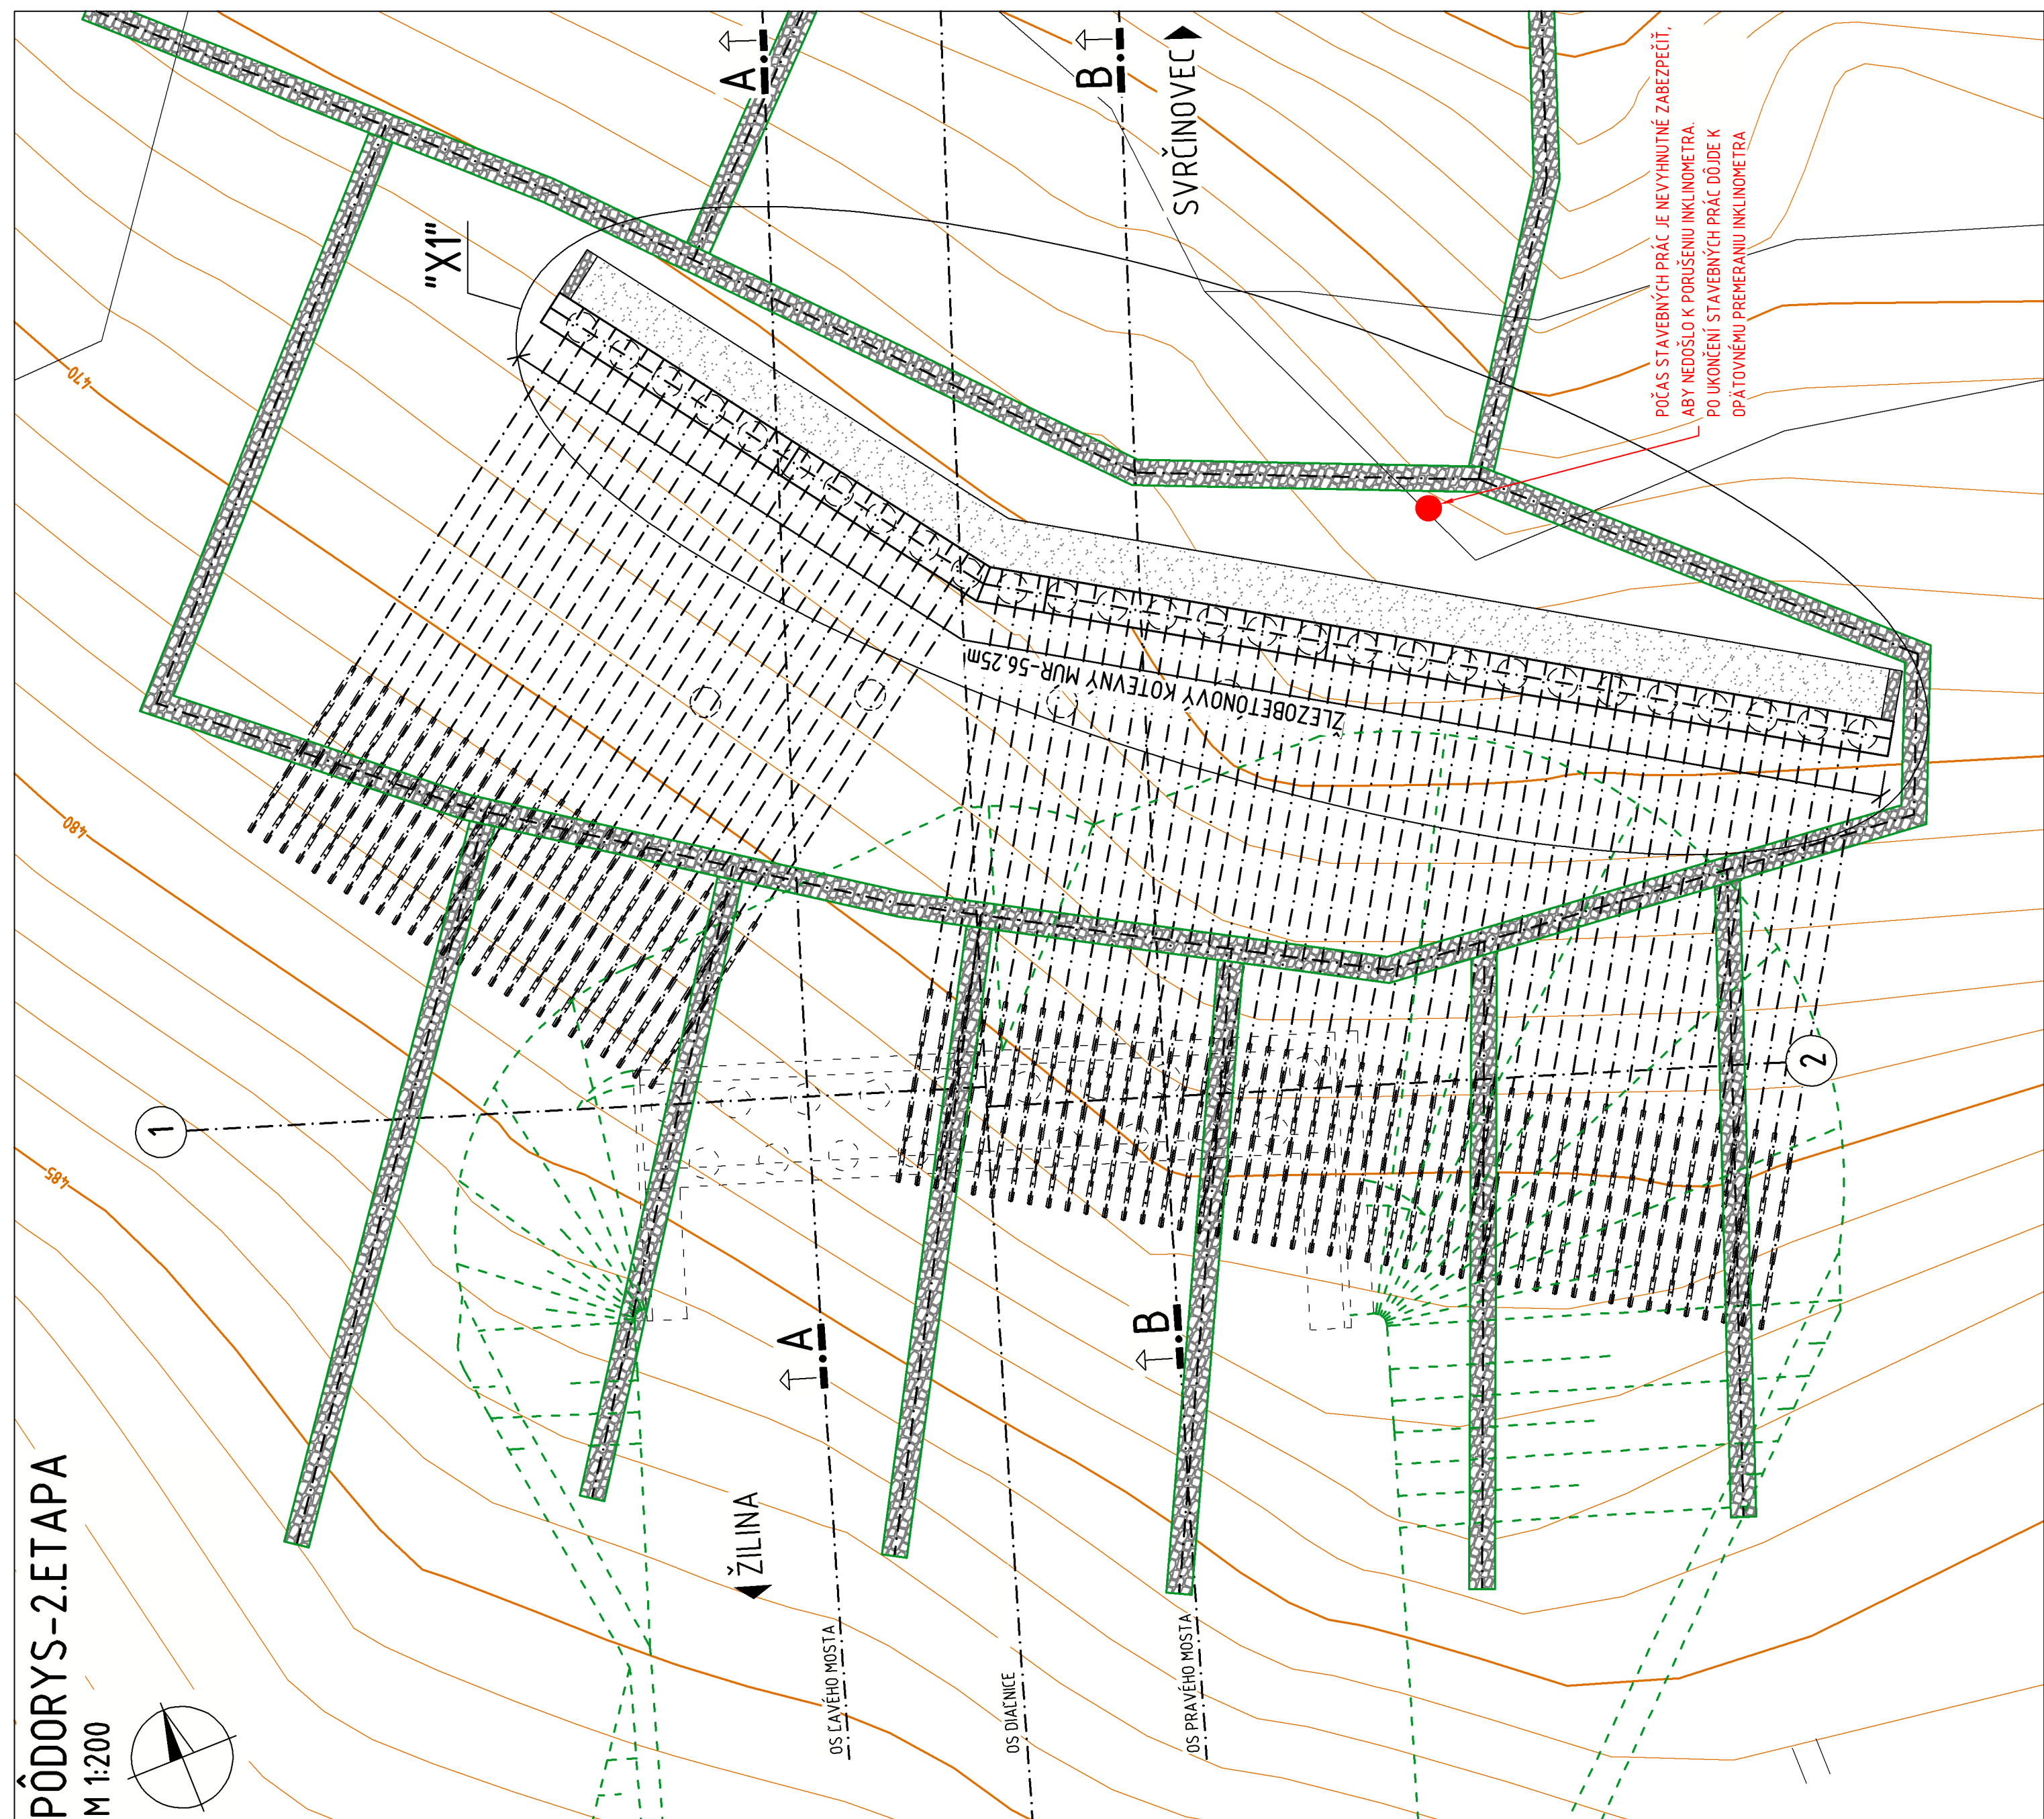 PÔDORYS-2.ETAPA
M 1:200
"X1"
A
B
SVRČINOVEC
POČAS STAVEBNÝCH PRÁC JE NEVYHNUTNÉ ZABEZPEČIŤ,
ABY NEDOŠLO K PORUŠENIU INKLINOMETRA.
PO UKONČENÍ STAVEBNÝCH PRÁC DÔJDE K
OPÄTOVNÉMU PREMERANIU INKLINOMETRA
470
480
485
ŽLEZOBETÓNOVÝ KOTEVNÝ MÚR-56.25m
1
2
A
B
ŽILINA
OS ĽAVÉHO MOSTA
OS DIAĽNICE
OS PRAVÉHO MOSTA